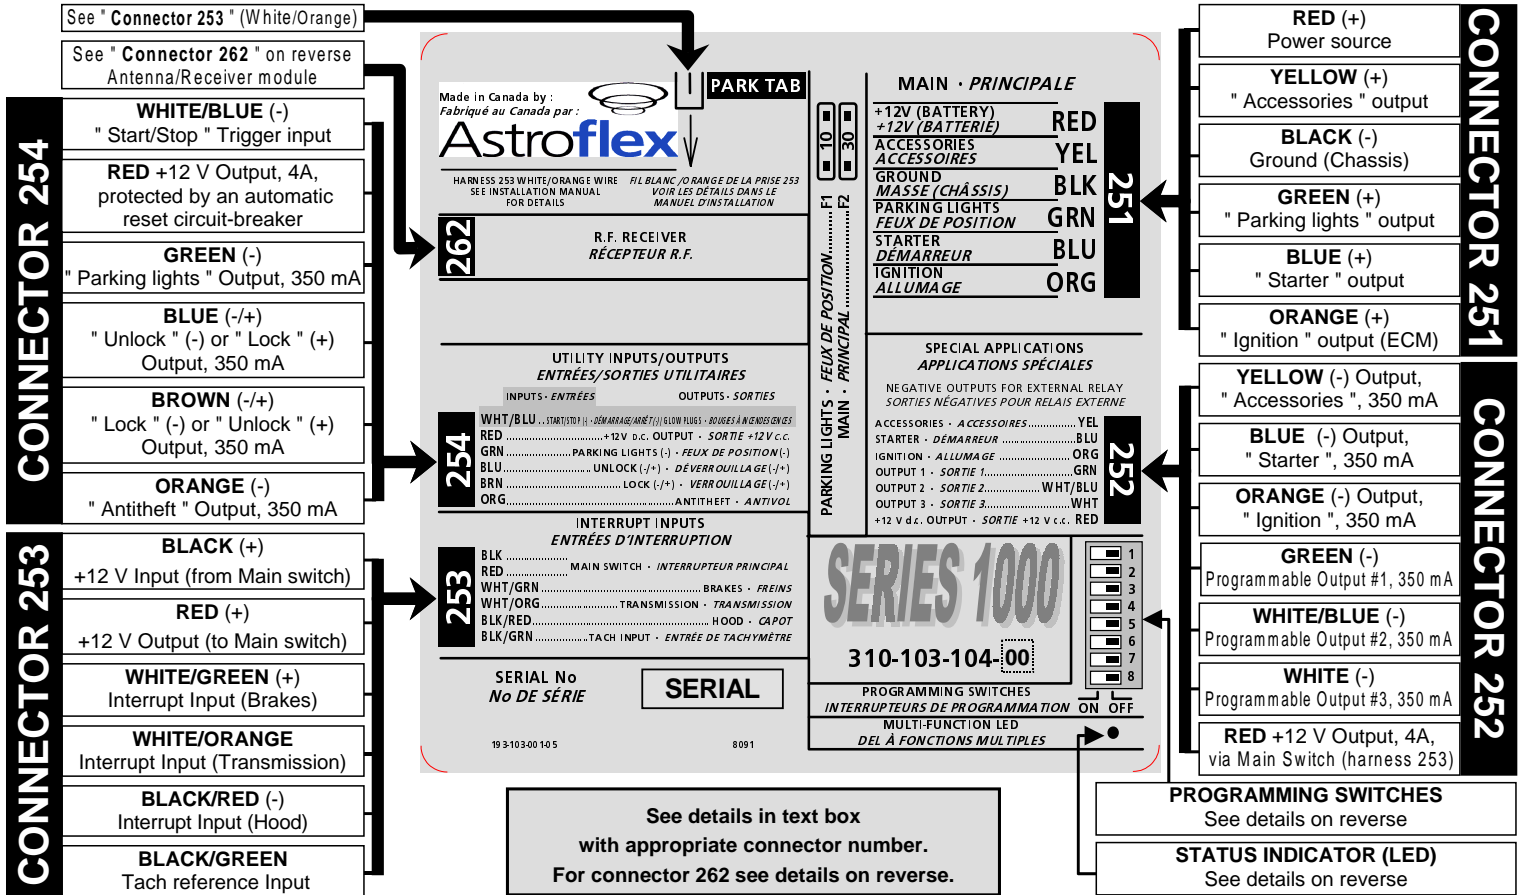 See " Connector 253 " (White/Orange)
See " Connector 262 " on reverse
Antenna/Receiver module
CONNECTOR 254
WHITE/BLUE (-)
" Start/Stop " Trigger input
RED +12 V Output, 4A,
protected by an automatic
reset circuit-breaker
GREEN (-)
" Parking lights " Output, 350 mA
BLUE (-/+)
" Unlock " (-) or " Lock " (+)
Output, 350 mA
BROWN (-/+)
" Lock " (-) or " Unlock " (+)
Output, 350 mA
ORANGE (-)
" Antitheft " Output, 350 mA
CONNECTOR 253
BLACK (+)
+12 V Input (from Main switch)
RED (+)
+12 V Output (to Main switch)
WHITE/GREEN (+)
Interrupt Input (Brakes)
WHITE/ORANGE
Interrupt Input (Transmission)
BLACK/RED (-)
Interrupt Input (Hood)
BLACK/GREEN
Tach reference Input
Made in Canada by :
Fabriqué au Canada par :
Astroflex
PARK TAB
HARNESS 253 WHITE/ORANGE WIRE
SEE INSTALLATION MANUAL
FOR DETAILS
FIL BLANC /ORANGE DE LA PRISE 253
VOIR LES DÉTAILS DANS LE
MANUEL D'INSTALLATION
262
R.F. RECEIVER
RÉCEPTEUR R.F.
UTILITY INPUTS/OUTPUTS
ENTRÉES/SORTIES UTILITAIRES
INPUTS · ENTRÉES OUTPUTS · SORTIES
254
WHT/BLU .. START/STOP (-) · DÉMARRAGE/ARRÊT (-) / GLOW PLUGS · BOUGIES À INCENDESCENCES
RED ........ +12V D.C. OUTPUT · SORTIE +12V C.C.
GRN ........ PARKING LIGHTS (-) · FEUX DE POSITION (-)
BLU ........ UNLOCK (-/+) · DÉVERROUILLAGE (-/+)
BRN ........ LOCK (-/+) · VERROUILLAGE (-/+)
ORG ........ ANTITHEFT · ANTIVOL
INTERRUPT INPUTS
ENTRÉES D'INTERRUPTION
253
BLK ........
RED ........ MAIN SWITCH · INTERRUPTEUR PRINCIPAL
WHT/GRN ........ BRAKES · FREINS
WHT/ORG ........ TRANSMISSION · TRANSMISSION
BLK/RED ........ HOOD · CAPOT
BLK/GRN ........ TACH INPUT · ENTRÉE DE TACHYMÈTRE
SERIAL No
No DE SÉRIE
SERIAL
193-103-001-05 8091
10 30
PARKING LIGHTS · FEUX DE POSITION........F1
MAIN · PRINCIPAL........F2
MAIN · PRINCIPALE
+12V (BATTERY)
+12V (BATTERIE) RED
ACCESSORIES
ACCESSOIRES YEL
GROUND
MASSE (CHÂSSIS) BLK
PARKING LIGHTS
FEUX DE POSITION GRN
STARTER
DÉMARREUR BLU
IGNITION
ALLUMAGE ORG
251
SPECIAL APPLICATIONS
APPLICATIONS SPÉCIALES
NEGATIVE OUTPUTS FOR EXTERNAL RELAY
SORTIES NÉGATIVES POUR RELAIS EXTERNE
ACCESSORIES · ACCESSOIRES ........ YEL
STARTER · DÉMARREUR ........ BLU
IGNITION · ALLUMAGE ........ ORG
OUTPUT 1 · SORTIE 1 ........ GRN
OUTPUT 2 · SORTIE 2 ........ WHT/BLU
OUTPUT 3 · SORTIE 3 ........ WHT
+12 V d.c. OUTPUT · SORTIE +12 V c.c. RED
252
SERIES 1000
310-103-104-00
1
2
3
4
5
6
7
8
PROGRAMMING SWITCHES
INTERRUPTEURS DE PROGRAMMATION ON OFF
MULTI-FUNCTION LED
DEL À FONCTIONS MULTIPLES
See details in text box
with appropriate connector number.
For connector 262 see details on reverse.
CONNECTOR 251
RED (+)
Power source
YELLOW (+)
" Accessories " output
BLACK (-)
Ground (Chassis)
GREEN (+)
" Parking lights " output
BLUE (+)
" Starter " output
ORANGE (+)
" Ignition " output (ECM)
CONNECTOR 252
YELLOW (-) Output,
" Accessories ", 350 mA
BLUE (-) Output,
" Starter ", 350 mA
ORANGE (-) Output,
" Ignition ", 350 mA
GREEN (-)
Programmable Output #1, 350 mA
WHITE/BLUE (-)
Programmable Output #2, 350 mA
WHITE (-)
Programmable Output #3, 350 mA
RED +12 V Output, 4A,
via Main Switch (harness 253)
PROGRAMMING SWITCHES
See details on reverse
STATUS INDICATOR (LED)
See details on reverse